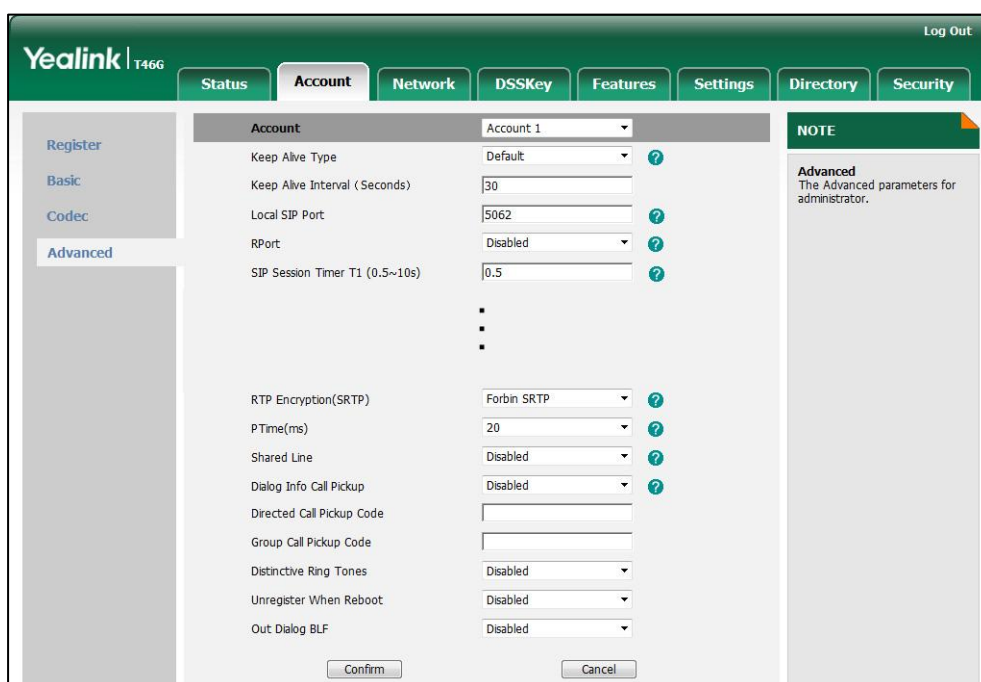 Log Out
Yealink T46G
Status Account Network DSSKey Features Settings Directory Security
Register
Basic
Codec
Advanced
Account Account 1
Keep Alive Type Default ?
Keep Alive Interval (Seconds) 30
Local SIP Port 5062 ?
RPort Disabled ?
SIP Session Timer T1 (0.5~10s) 0.5 ?
RTP Encryption(SRTP) Forbin SRTP ?
PTime(ms) 20 ?
Shared Line Disabled ?
Dialog Info Call Pickup Disabled ?
Directed Call Pickup Code
Group Call Pickup Code
Distinctive Ring Tones Disabled
Unregister When Reboot Disabled
Out Dialog BLF Disabled
Confirm Cancel
NOTE
Advanced
The Advanced parameters for
administrator.